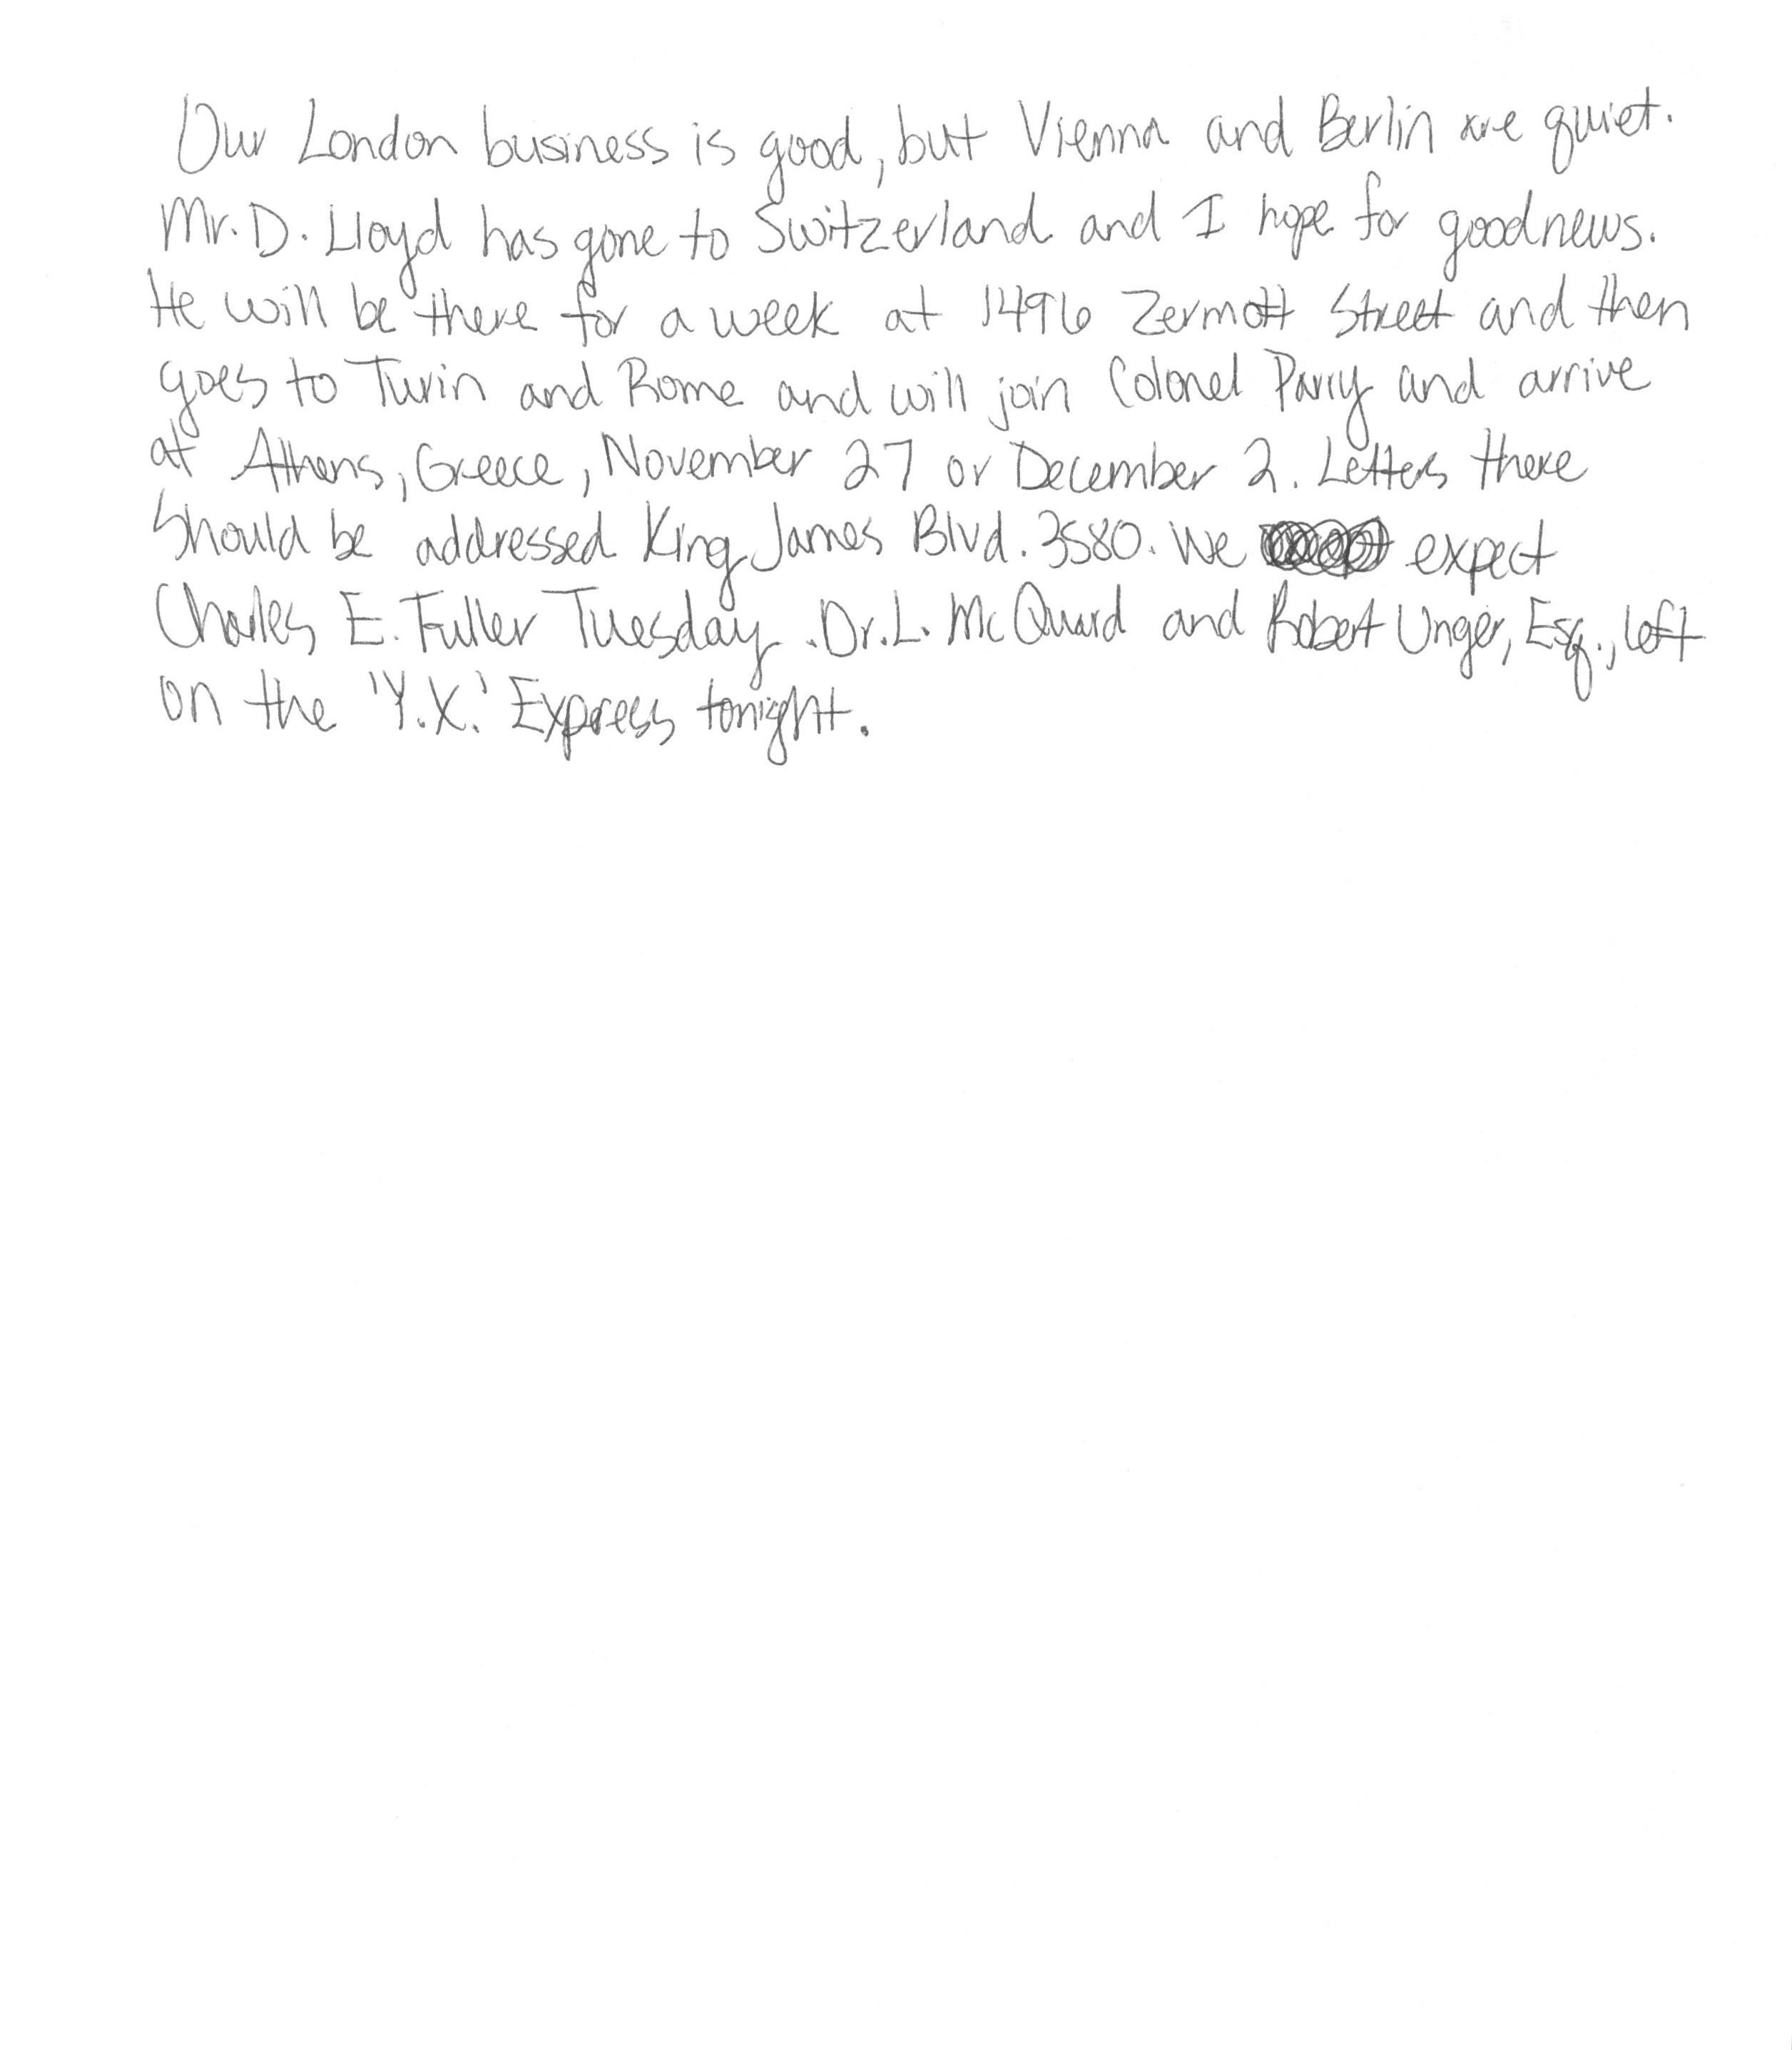 Our London business is good, but Vienna and Berlin are quiet.
Mr. D. Lloyd has gone to Switzerland and I hope for good news.
He will be there for a week at 1496 Zermott Street and then
goes to Turin and Rome and will join Colonel Parry and arrive
at Athens, Greece, November 27 or December 2. Letters there
should be addressed King James Blvd. 3580. We expect
Charles E. Fuller Tuesday. Dr. L. McQuaid and Robert Unger, Esq., left
on the 'Y.X.' Express tonight.